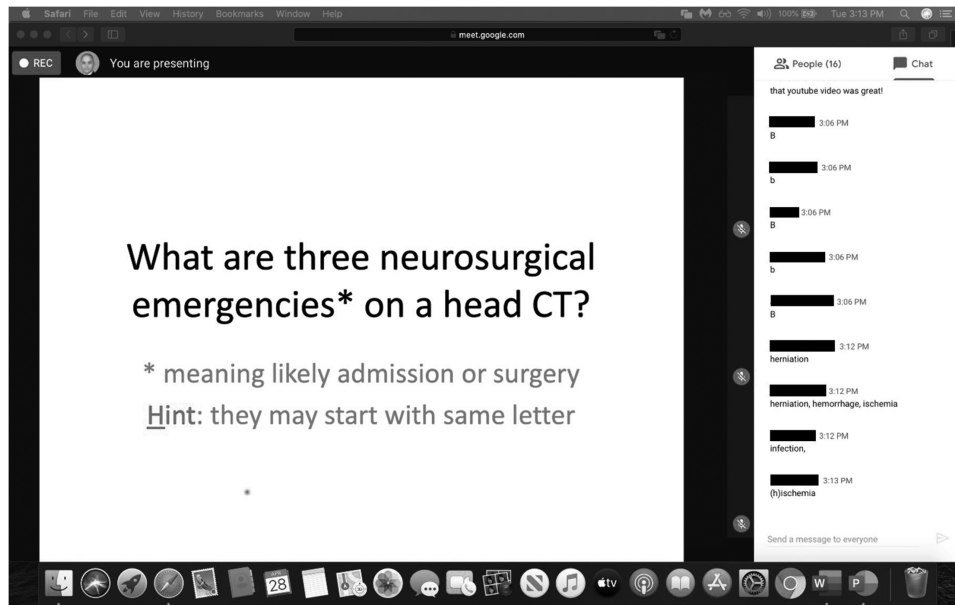 Safari File Edit View History Bookmarks Window Help 100% Tue 3:13 PM
meet.google.com
REC You are presenting
People (16) Chat
What are three neurosurgical
emergencies* on a head CT?
* meaning likely admission or surgery
Hint: they may start with same letter
that youtube video was great!
3:06 PM
B
3:06 PM
b
3:06 PM
B
3:06 PM
b
3:06 PM
B
3:12 PM
herniation
3:12 PM
herniation, hemorrhage, ischemia
3:12 PM
infection,
3:13 PM
(h)ischemia
Send a message to everyone
28
tv
W
P